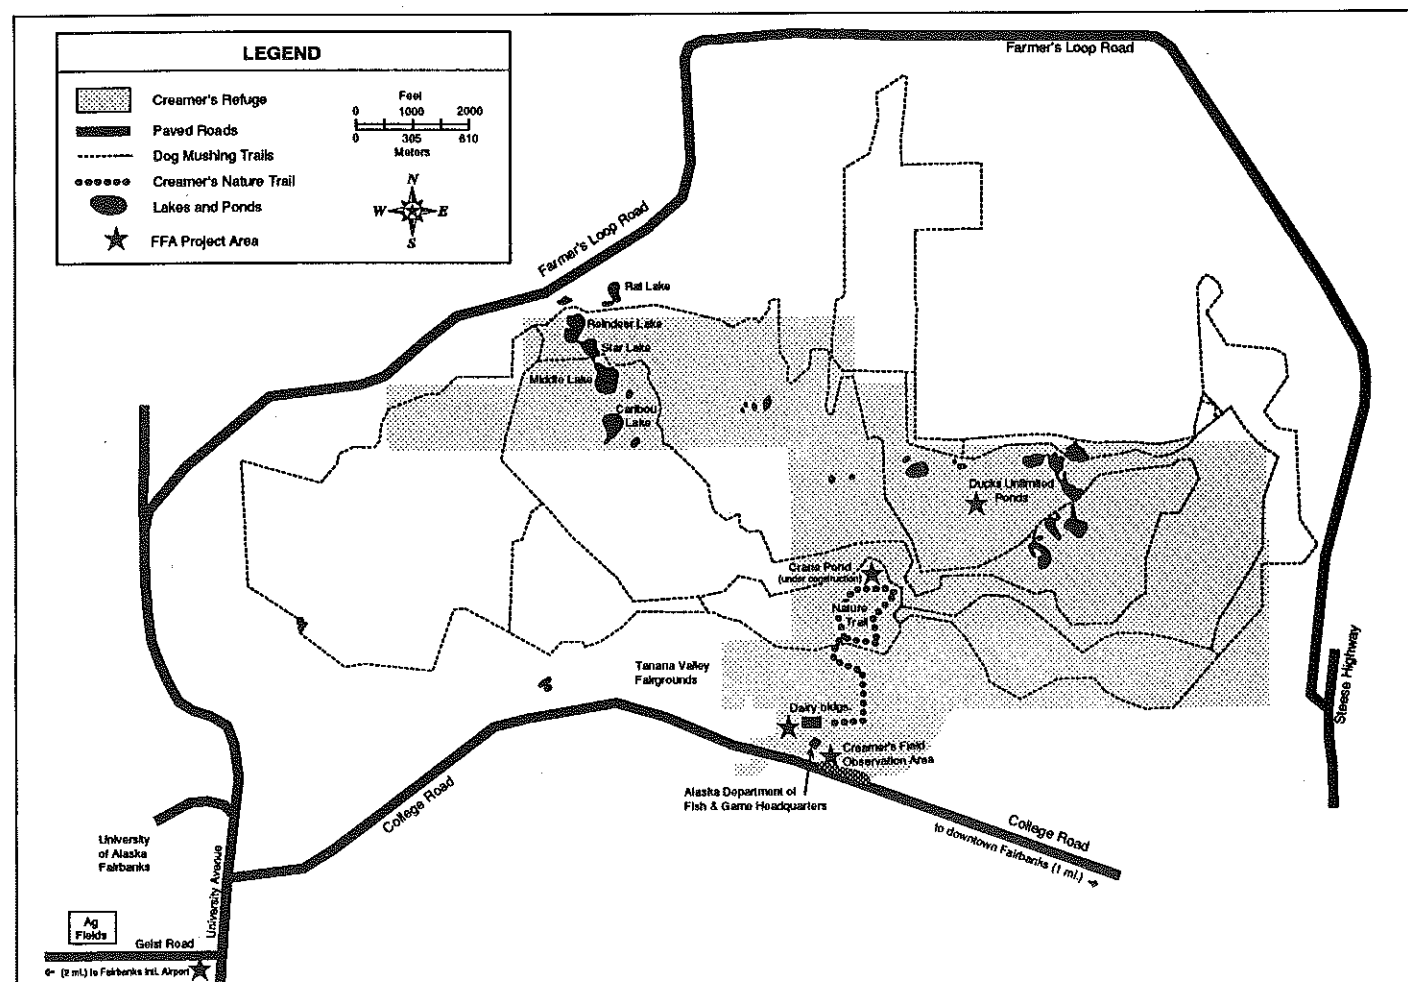 LEGEND
Creamer's Refuge
Paved Roads
Dog Mushing Trails
Creamer's Nature Trail
Lakes and Ponds
FFA Project Area
Feet
0 1000 2000
0 305 610
Meters
N
W E
S
Farmer's Loop Road
Farmer's Loop Road
Rat Lake
Reindeer Lake
Star Lake
Middle Lake
Caribou
Lake
Ducks Unlimited
Ponds
Crane Pond
(under construction)
Nature
Trail
Tanana Valley
Fairgrounds
Dairy bldgs.
Creamer's Field
Observation Area
Alaska Department of
Fish & Game Headquarters
College Road
College Road
to downtown Fairbanks (1 mi.)
Steese Highway
University
of Alaska
Fairbanks
University Avenue
Ag
Fields
Geist Road
(2 mi.) to Fairbanks Intl. Airport